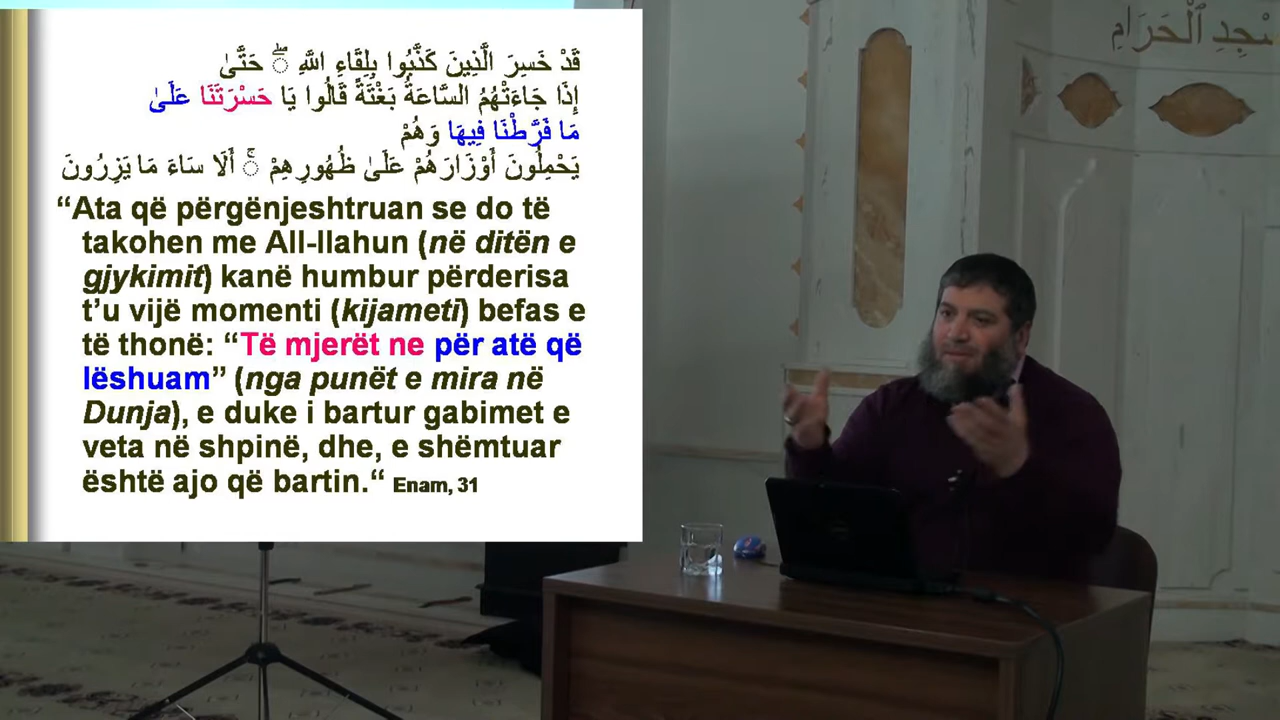 قَدْ خَسِرَ الَّذِينَ كَذَّبُوا بِلِقَاءِ اللَّهِ ۖ حَتَّىٰ
إِذَا جَاءَتْهُمُ السَّاعَةُ بَغْتَةً قَالُوا يَا حَسْرَتَنَا عَلَىٰ
مَا فَرَّطْنَا فِيهَا وَهُمْ
يَحْمِلُونَ أَوْزَارَهُمْ عَلَىٰ ظُهُورِهِمْ ۚ أَلَا سَاءَ مَا يَزِرُونَ
“Ata që përgënjeshtruan se do të
takohen me All-llahun (në ditën e
gjykimit) kanë humbur përderisa
t’u vijë momenti (kijameti) befas e
të thonë: “Të mjerët ne për atë që
lëshuam” (nga punët e mira në
Dunja), e duke i bartur gabimet e
veta në shpinë, dhe, e shëmtuar
është ajo që bartin.“ Enam, 31
سْجِدِ ٱلْحَرَامِ